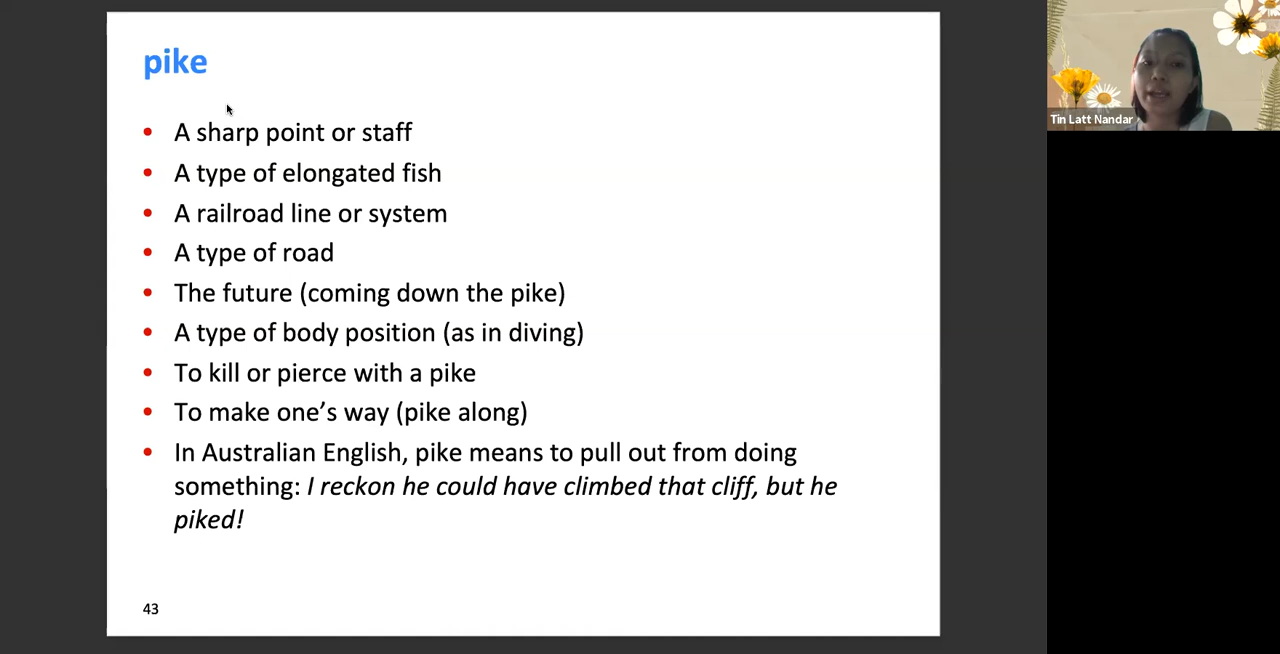 pike
• A sharp point or staff
• A type of elongated fish
• A railroad line or system
• A type of road
• The future (coming down the pike)
• A type of body position (as in diving)
• To kill or pierce with a pike
• To make one’s way (pike along)
• In Australian English, pike means to pull out from doing
something: I reckon he could have climbed that cliff, but he
piked!
43
Tin Latt Nandar